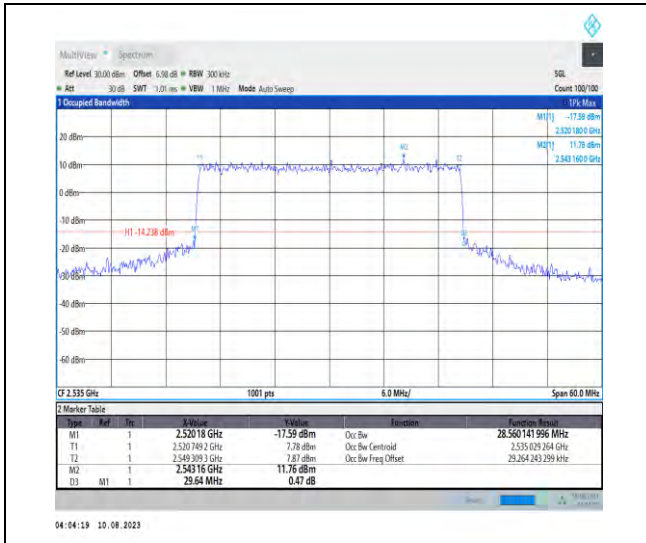 MultiView Spectrum
Ref Level 30.00 dBm Offset 6.98 dB RBW 300 kHz SGL
Att 30 dB SWT 1.01 ms VBW 1 MHz Mode Auto Sweep Count 100/100
1 Occupied Bandwidth 1Pk Max
M1[1] -17.59 dBm
2.520 180 0 GHz
M2[1] 11.76 dBm
2.543 160 0 GHz
20 dBm
M2
T1 T2
10 dBm
0 dBm
-10 dBm
H1 -14.238 dBm
M1
-20 dBm
-30 dBm
-40 dBm
-50 dBm
-60 dBm
CF 2.535 GHz 1001 pts 6.0 MHz/ Span 60.0 MHz
2 Marker Table
Type Ref Trc X-Value Y-Value Function Function Result
M1 1 2.52018 GHz -17.59 dBm Occ Bw 28.560 141 996 MHz
T1 1 2.520 749 2 GHz 7.78 dBm Occ Bw Centroid 2.535 029 264 GHz
T2 1 2.549 309 3 GHz 7.87 dBm Occ Bw Freq Offset 29.264 243 299 kHz
M2 1 2.543 16 GHz 11.76 dBm
D3 M1 1 29.64 MHz 0.47 dB
04:04:19 10.08.2023